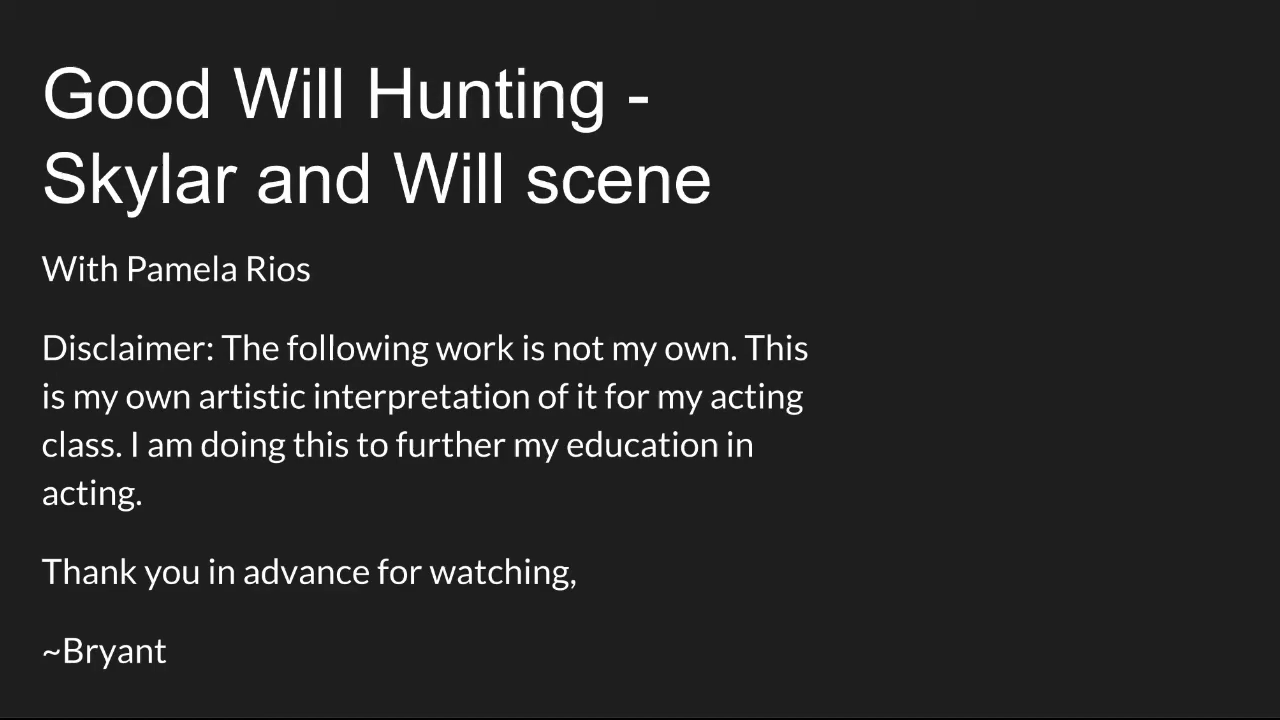 Good Will Hunting -
Skylar and Will scene
With Pamela Rios
Disclaimer: The following work is not my own. This
is my own artistic interpretation of it for my acting
class. I am doing this to further my education in
acting.
Thank you in advance for watching,
~Bryant